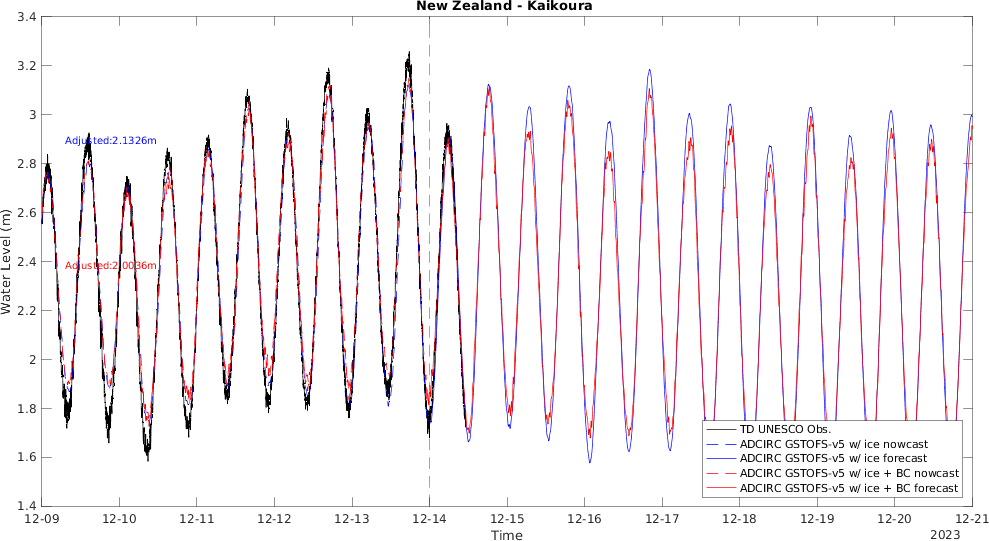 New Zealand - Kaikoura
3.4
3.2
3
2.8
2.6
2.4
2.2
2
1.8
1.6
1.4
Water Level (m)
Adjusted:2.1326m
Adjusted:2.0036m
TD UNESCO Obs.
ADCIRC GSTOFS-v5 w/ ice nowcast
ADCIRC GSTOFS-v5 w/ ice forecast
ADCIRC GSTOFS-v5 w/ ice + BC nowcast
ADCIRC GSTOFS-v5 w/ ice + BC forecast
12-09 12-10 12-11 12-12 12-13 12-14 12-15 12-16 12-17 12-18 12-19 12-20 12-21
Time
2023